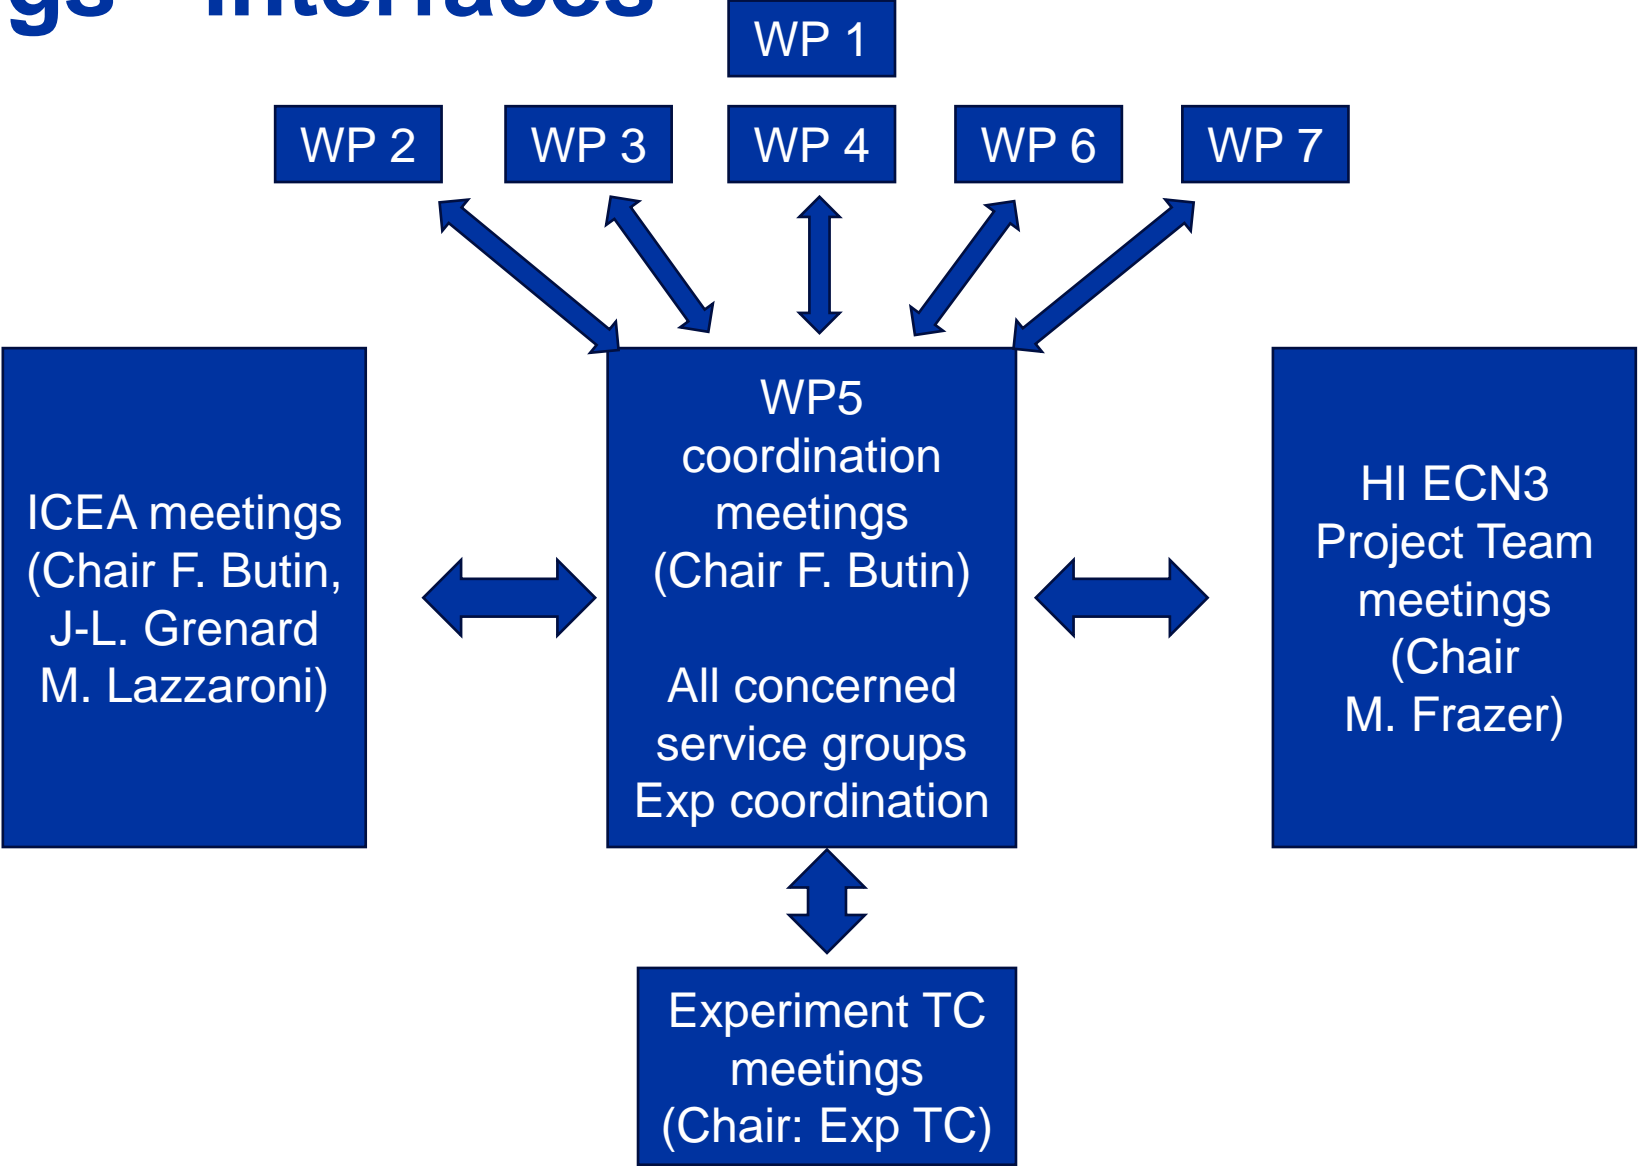 gs - interfaces
WP 1
WP 2
WP 3
WP 4
WP 6
WP 7
ICEA meetings
(Chair F. Butin,
J-L. Grenard
M. Lazzaroni)
WP5
coordination
meetings
(Chair F. Butin)
All concerned
service groups
Exp coordination
HI ECN3
Project Team
meetings
(Chair
M. Frazer)
Experiment TC
meetings
(Chair: Exp TC)